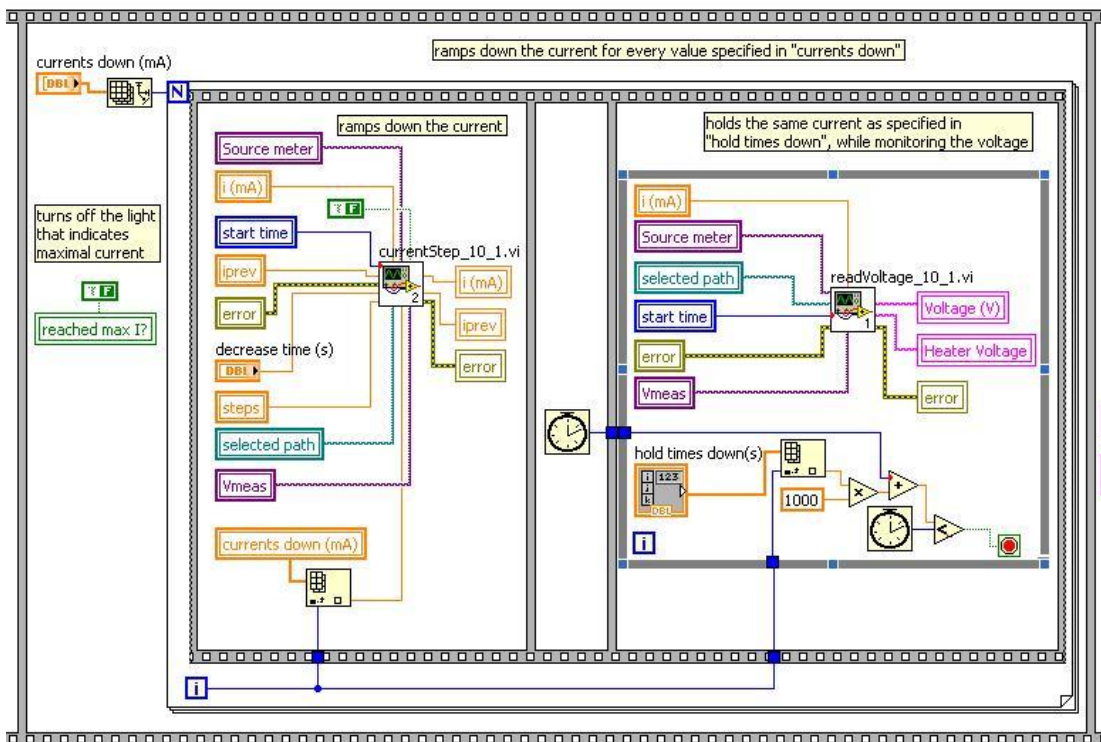 ramps down the current for every value specified in "currents down"
currents down (mA)
DBL
N
ramps down the current
holds the same current as specified in
"hold times down", while monitoring the voltage
Source meter
i (mA)
F
start time
currentStep_10_1.vi
iprev
error
2
i (mA)
iprev
error
decrease time (s)
DBL
steps
selected path
Vmeas
currents down (mA)
turns off the light
that indicates
maximal current
F
reached max I?
i (mA)
Source meter
selected path
readVoltage_10_1.vi
start time
1
Voltage (V)
Heater Voltage
error
error
Vmeas
hold times down(s)
i
j
k
123
DBL
1000
×
+
<
i
i